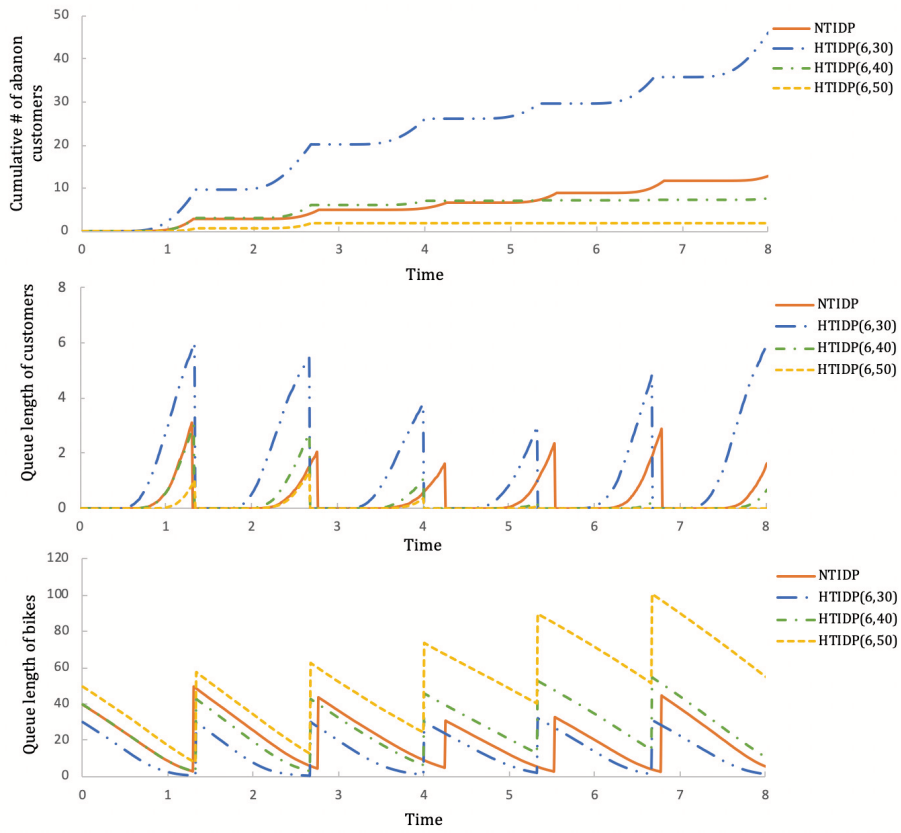 Cumulative # of abanon
customers
50
40
30
20
10
0
0 1 2 3 4 5 6 7 8
Time
NTIDP
HTIDP(6,30)
HTIDP(6,40)
HTIDP(6,50)
Queue length of customers
8
6
4
2
0
0 1 2 3 4 5 6 7 8
Time
NTIDP
HTIDP(6,30)
HTIDP(6,40)
HTIDP(6,50)
Queue length of bikes
120
100
80
60
40
20
0
0 1 2 3 4 5 6 7 8
Time
NTIDP
HTIDP(6,30)
HTIDP(6,40)
HTIDP(6,50)